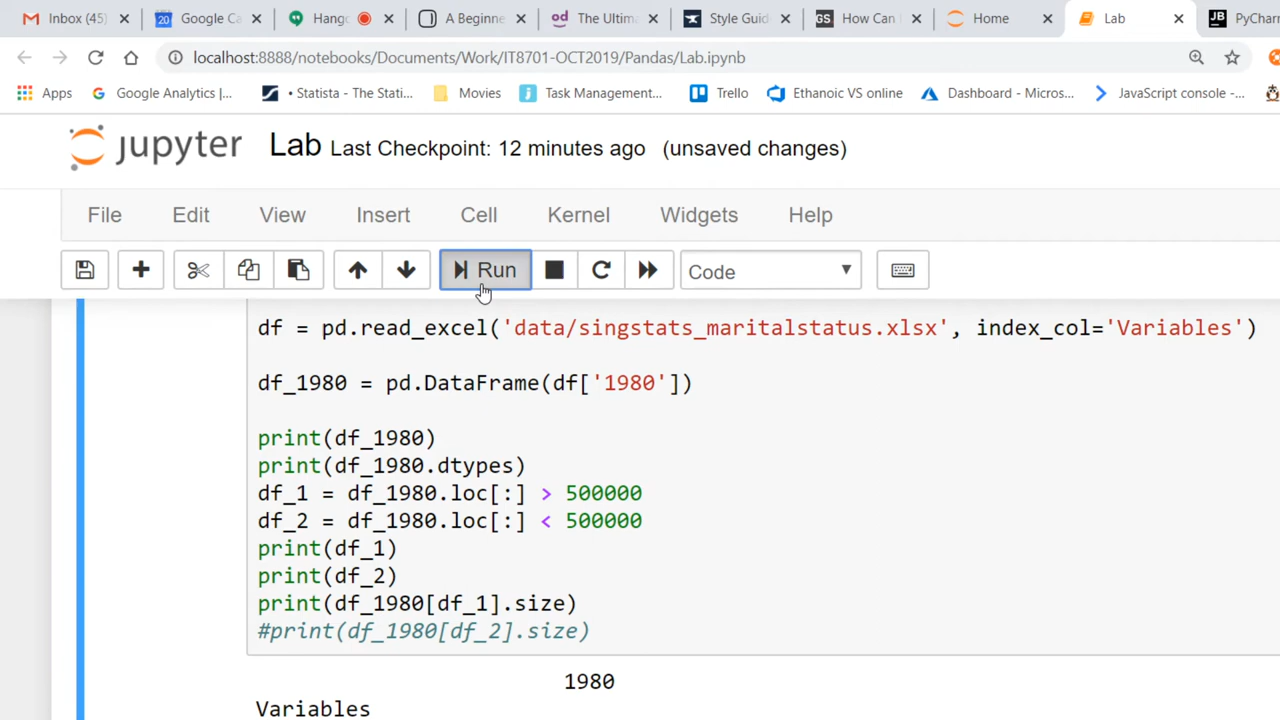 Inbox (45) Google Ca Hango A Beginne The Ultim Style Guid How Can Home Lab PyCharm
localhost:8888/notebooks/Documents/Work/IT8701-OCT2019/Pandas/Lab.ipynb
Apps Google Analytics |... • Statista - The Stati... Movies Task Management... Trello Ethanoic VS online Dashboard - Micros... JavaScript console -...
jupyter Lab Last Checkpoint: 12 minutes ago (unsaved changes)
File Edit View Insert Cell Kernel Widgets Help
Run Code
df = pd.read_excel('data/singstats_maritalstatus.xlsx', index_col='Variables')
df_1980 = pd.DataFrame(df['1980'])
print(df_1980)
print(df_1980.dtypes)
df_1 = df_1980.loc[:] > 500000
df_2 = df_1980.loc[:] < 500000
print(df_1)
print(df_2)
print(df_1980[df_1].size)
#print(df_1980[df_2].size)
1980
Variables